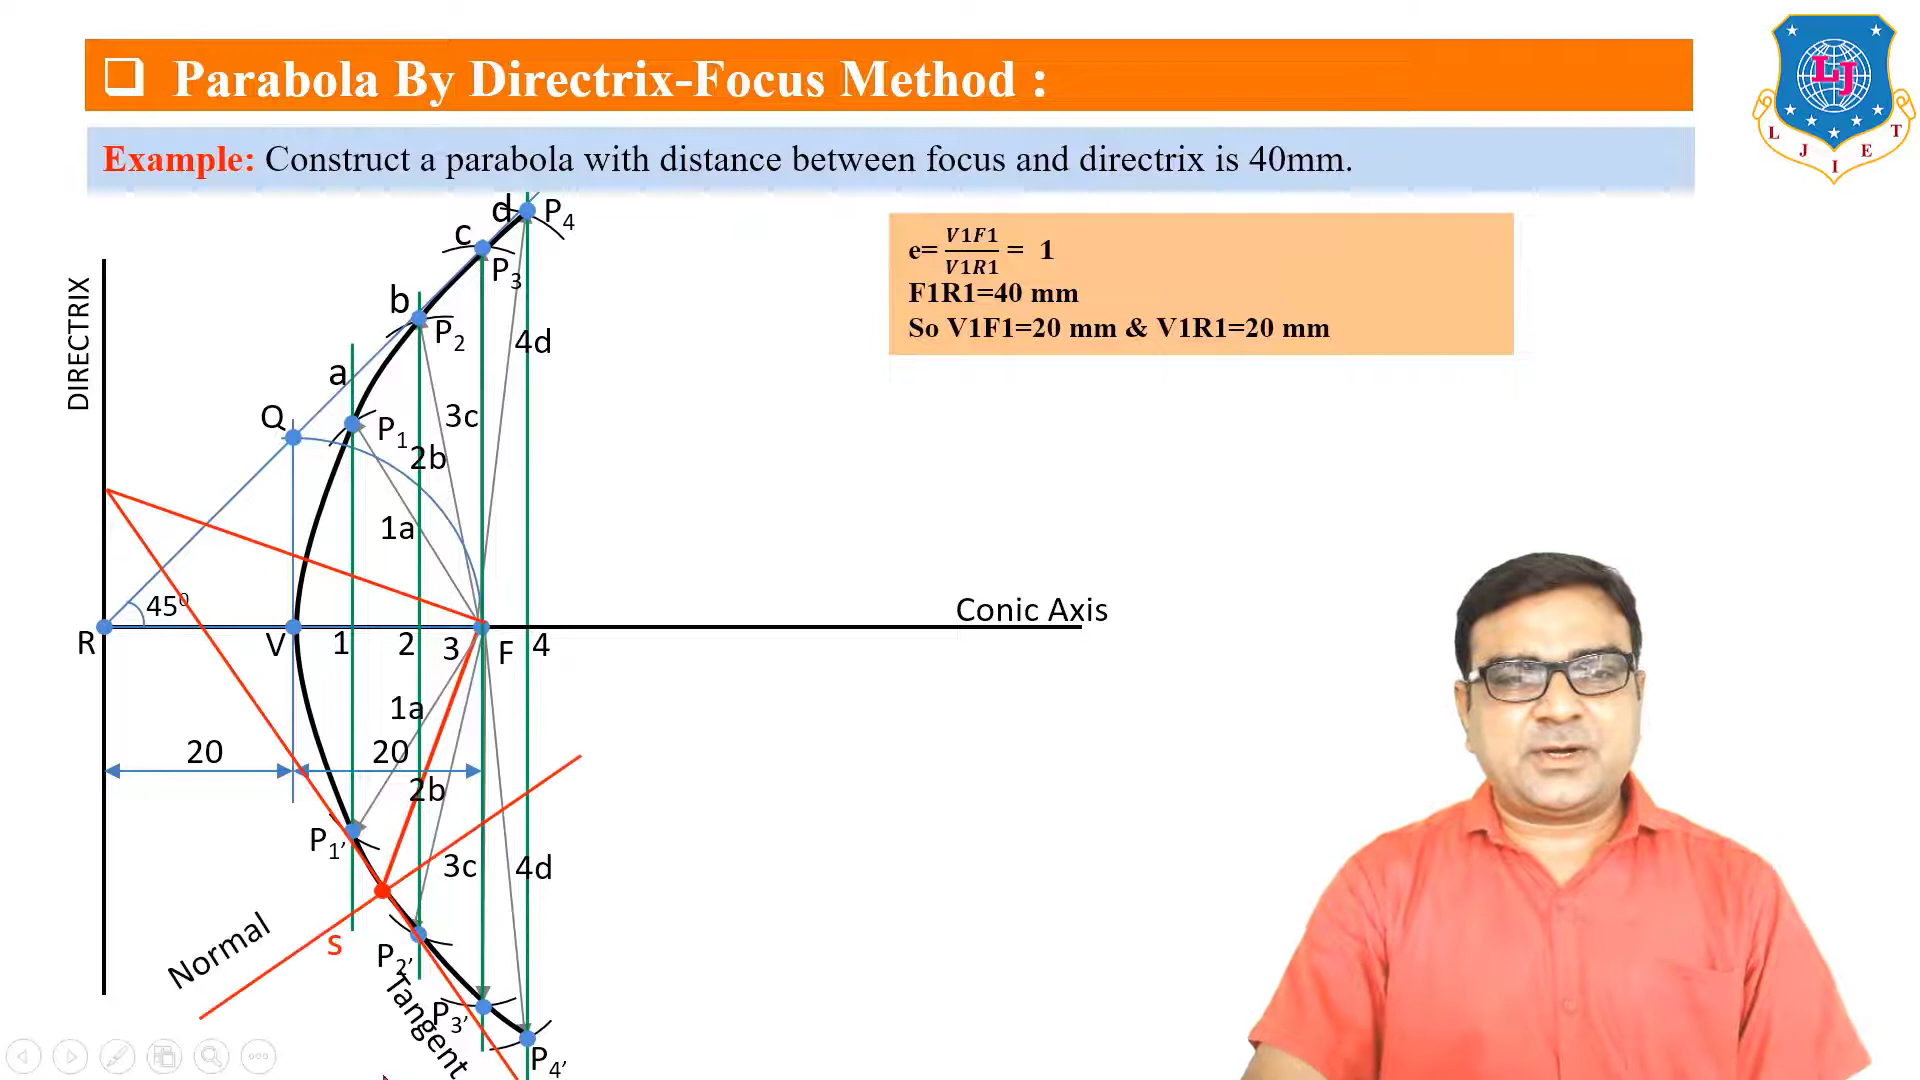 ❑ Parabola By Directrix-Focus Method :
Example: Construct a parabola with distance between focus and directrix is 40mm.
L J
L J I E T
e= V1F1/V1R1 = 1
F1R1=40 mm
So V1F1=20 mm & V1R1=20 mm
DIRECTRIX
d P4
c P3
b P2
4d
a
Q P1
3c
2b
1a
45⁰
Conic Axis
R V 1 2 3 F 4
1a
20 20
2b
P1’
3c 4d
Normal
s
P2’
Tangent
P3’
P4’